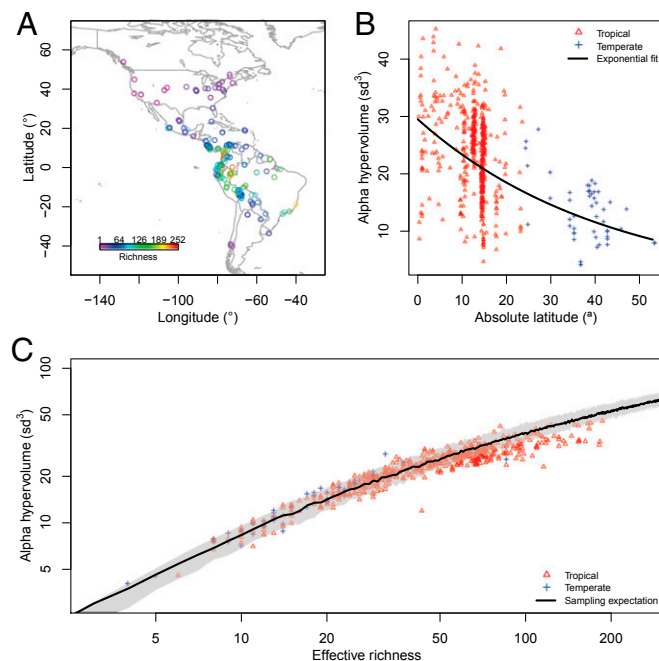 A
60
40
20
0
−20
−40
Latitude (°)
1 64 126 189 252
Richness
−140 −100 −80 −60 −40
Longitude (°)
B
40
30
20
10
Alpha hypervolume (sd³)
Tropical
Temperate
Exponential fit
0 10 20 30 40 50
Absolute latitude (ª)
C
100
50
20
10
5
Alpha hypervolume (sd³)
Tropical
Temperate
Sampling expectation
5 10 20 50 100 200
Effective richness